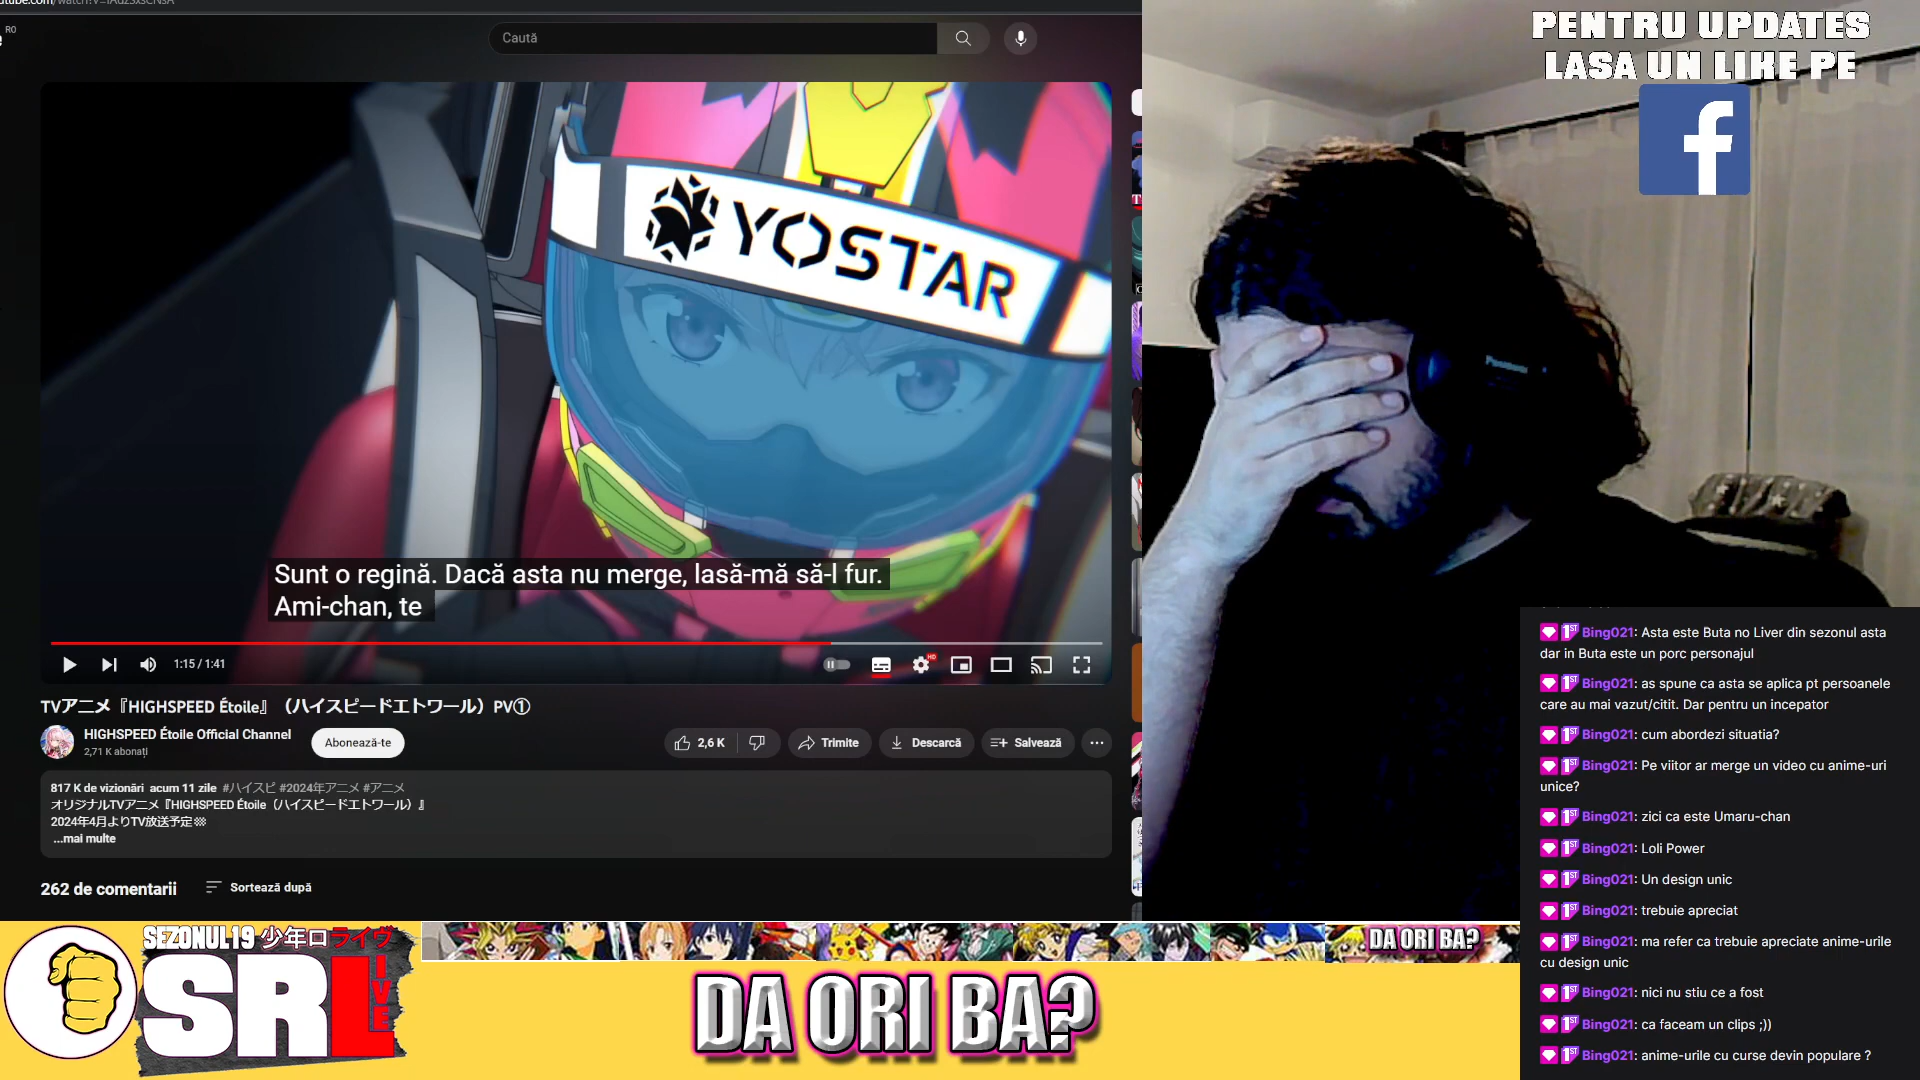 RO
Caută
PENTRU UPDATES
LASA UN LIKE PE
f
YOSTAR
Sunt o regină. Dacă asta nu merge, lasă-mă să-l fur.
Ami-chan, te
1:15 / 1:41
HD
TVアニメ『HIGHSPEED Étoile』（ハイスピードエトワール）PV①
HIGHSPEED Étoile Official Channel
2,71 K abonați
Abonează-te
2,6 K
Trimite
Descarcă
Salvează
817 K de vizionări acum 11 zile #ハイスピ #2024年アニメ #アニメ
オリジナルTVアニメ『HIGHSPEED Étoile（ハイスピードエトワール）』
2024年4月よりTV放送予定🏁
...mai multe
262 de comentarii
Sortează după
Bing021: Asta este Buta no Liver din sezonul asta
dar in Buta este un porc personajul
Bing021: as spune ca asta se aplica pt persoanele
care au mai vazut/citit. Dar pentru un incepator
Bing021: cum abordezi situatia?
Bing021: Pe viitor ar merge un video cu anime-uri
unice?
Bing021: zici ca este Umaru-chan
Bing021: Loli Power
Bing021: Un design unic
Bing021: trebuie apreciat
Bing021: ma refer ca trebuie apreciate anime-urile
cu design unic
Bing021: nici nu stiu ce a fost
Bing021: ca faceam un clips ;))
Bing021: anime-urile cu curse devin populare ?
SEZONUL19 少年ロライヴ
SRL
LIVE
DA ORI BA?
DA ORI BA?